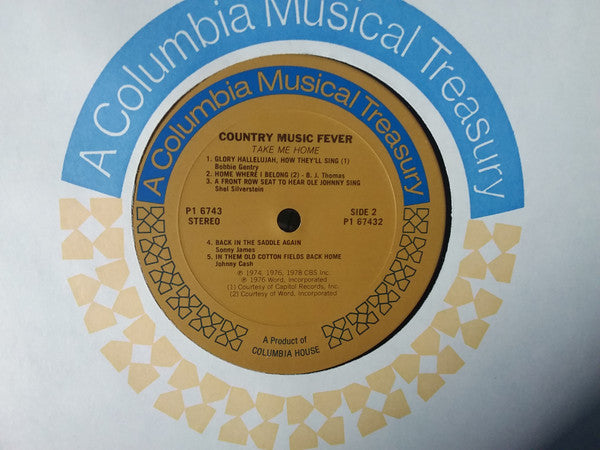 A Columbia Musical Treasury
A Columbia Musical Treasury
COUNTRY MUSIC FEVER
TAKE ME HOME
1. GLORY HALLELUJAH, HOW THEY'LL SING (1)
Bobbie Gentry
2. HOME WHERE I BELONG (2) - B. J. Thomas
3. A FRONT ROW SEAT TO HEAR OLE JOHNNY SING
Shel Silverstein
P1 6743
STEREO
SIDE 2
P1 67432
4. BACK IN THE SADDLE AGAIN
Sonny James
5. IN THEM OLD COTTON FIELDS BACK HOME
Johnny Cash
℗ 1974, 1976, 1978 CBS Inc.
℗ 1976 Word, Incorporated
(1) Courtesy of Capitol Records, Inc.
(2) Courtesy of Word, Incorporated
A Product of
COLUMBIA HOUSE